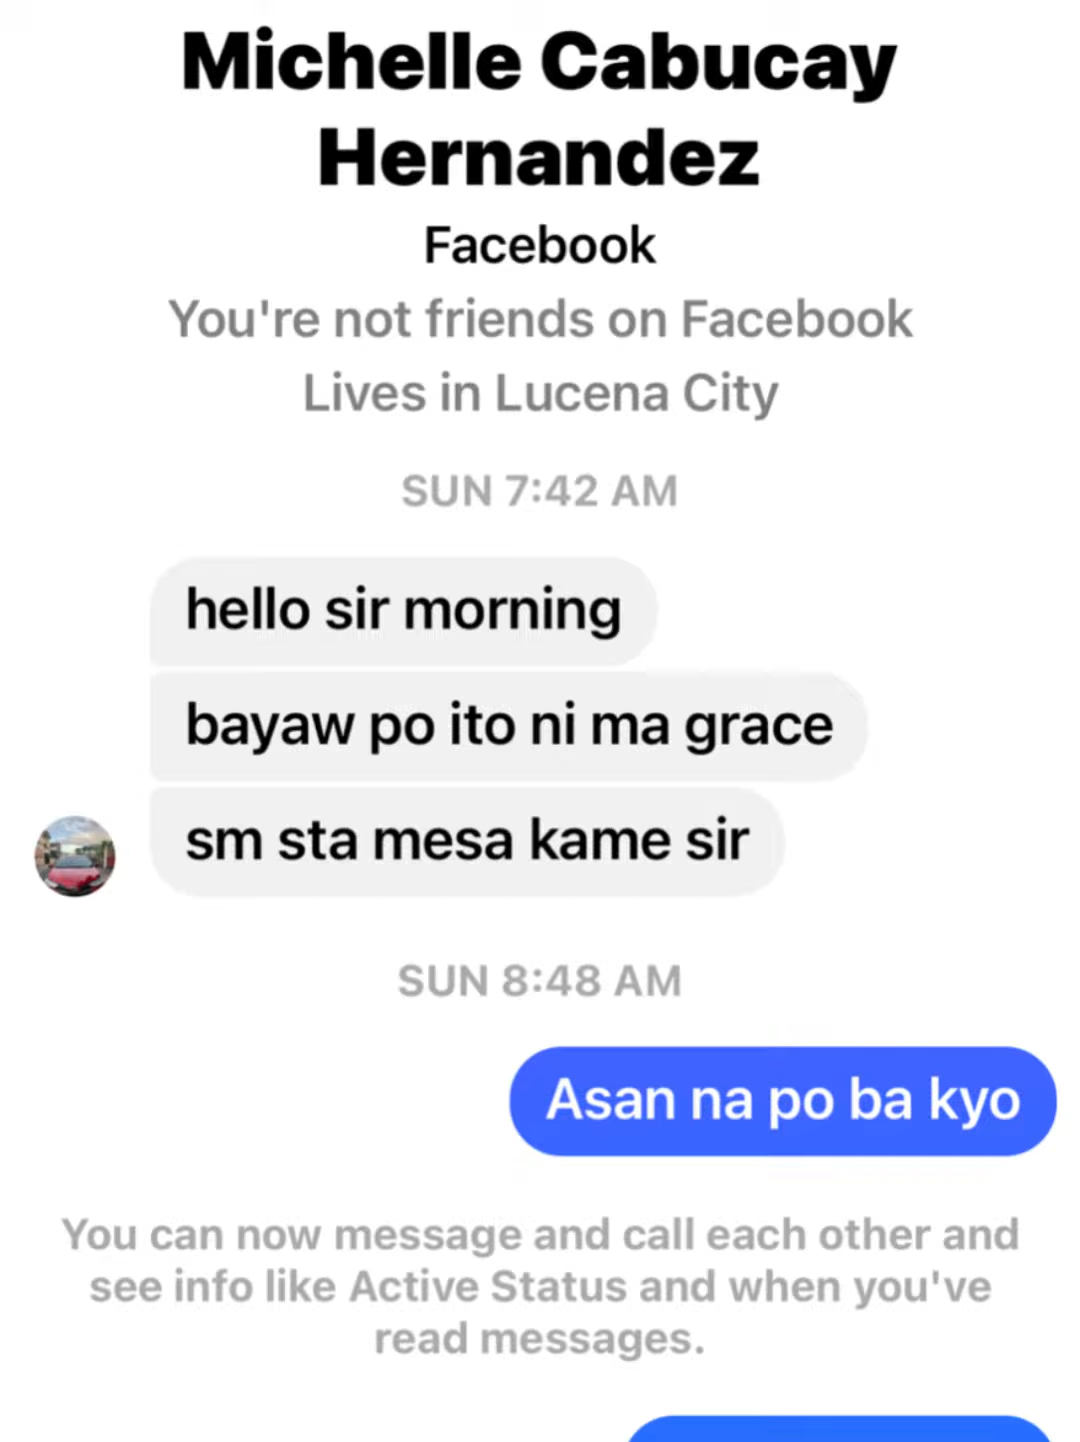 Michelle Cabucay
Hernandez
Facebook
You're not friends on Facebook
Lives in Lucena City
SUN 7:42 AM
hello sir morning
bayaw po ito ni ma grace
sm sta mesa kame sir
SUN 8:48 AM
Asan na po ba kyo
You can now message and call each other and
see info like Active Status and when you've
read messages.